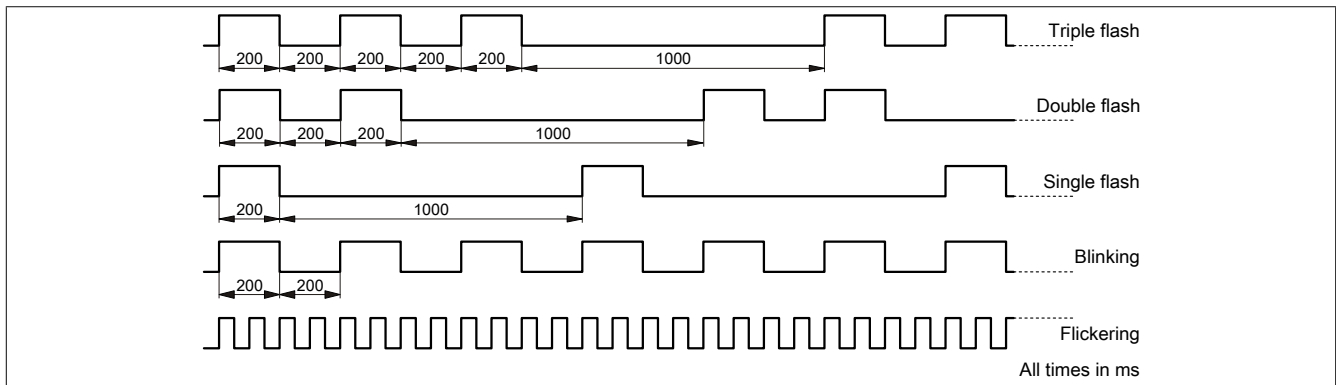 Triple flash
200 200 200 200 200 1000
Double flash
200 200 200 1000
Single flash
200 1000
Blinking
200 200
Flickering
All times in ms